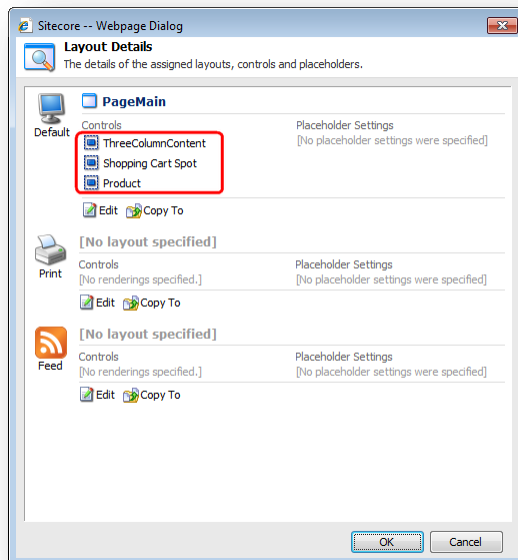 Sitecore -- Webpage Dialog
Layout Details
The details of the assigned layouts, controls and placeholders.
Default
PageMain
Controls Placeholder Settings
ThreeColumnContent [No placeholder settings were specified]
Shopping Cart Spot
Product
Edit Copy To
Print
[No layout specified]
Controls Placeholder Settings
[No renderings specified.] [No placeholder settings were specified]
Edit Copy To
Feed
[No layout specified]
Controls Placeholder Settings
[No renderings specified.] [No placeholder settings were specified]
Edit Copy To
OK Cancel